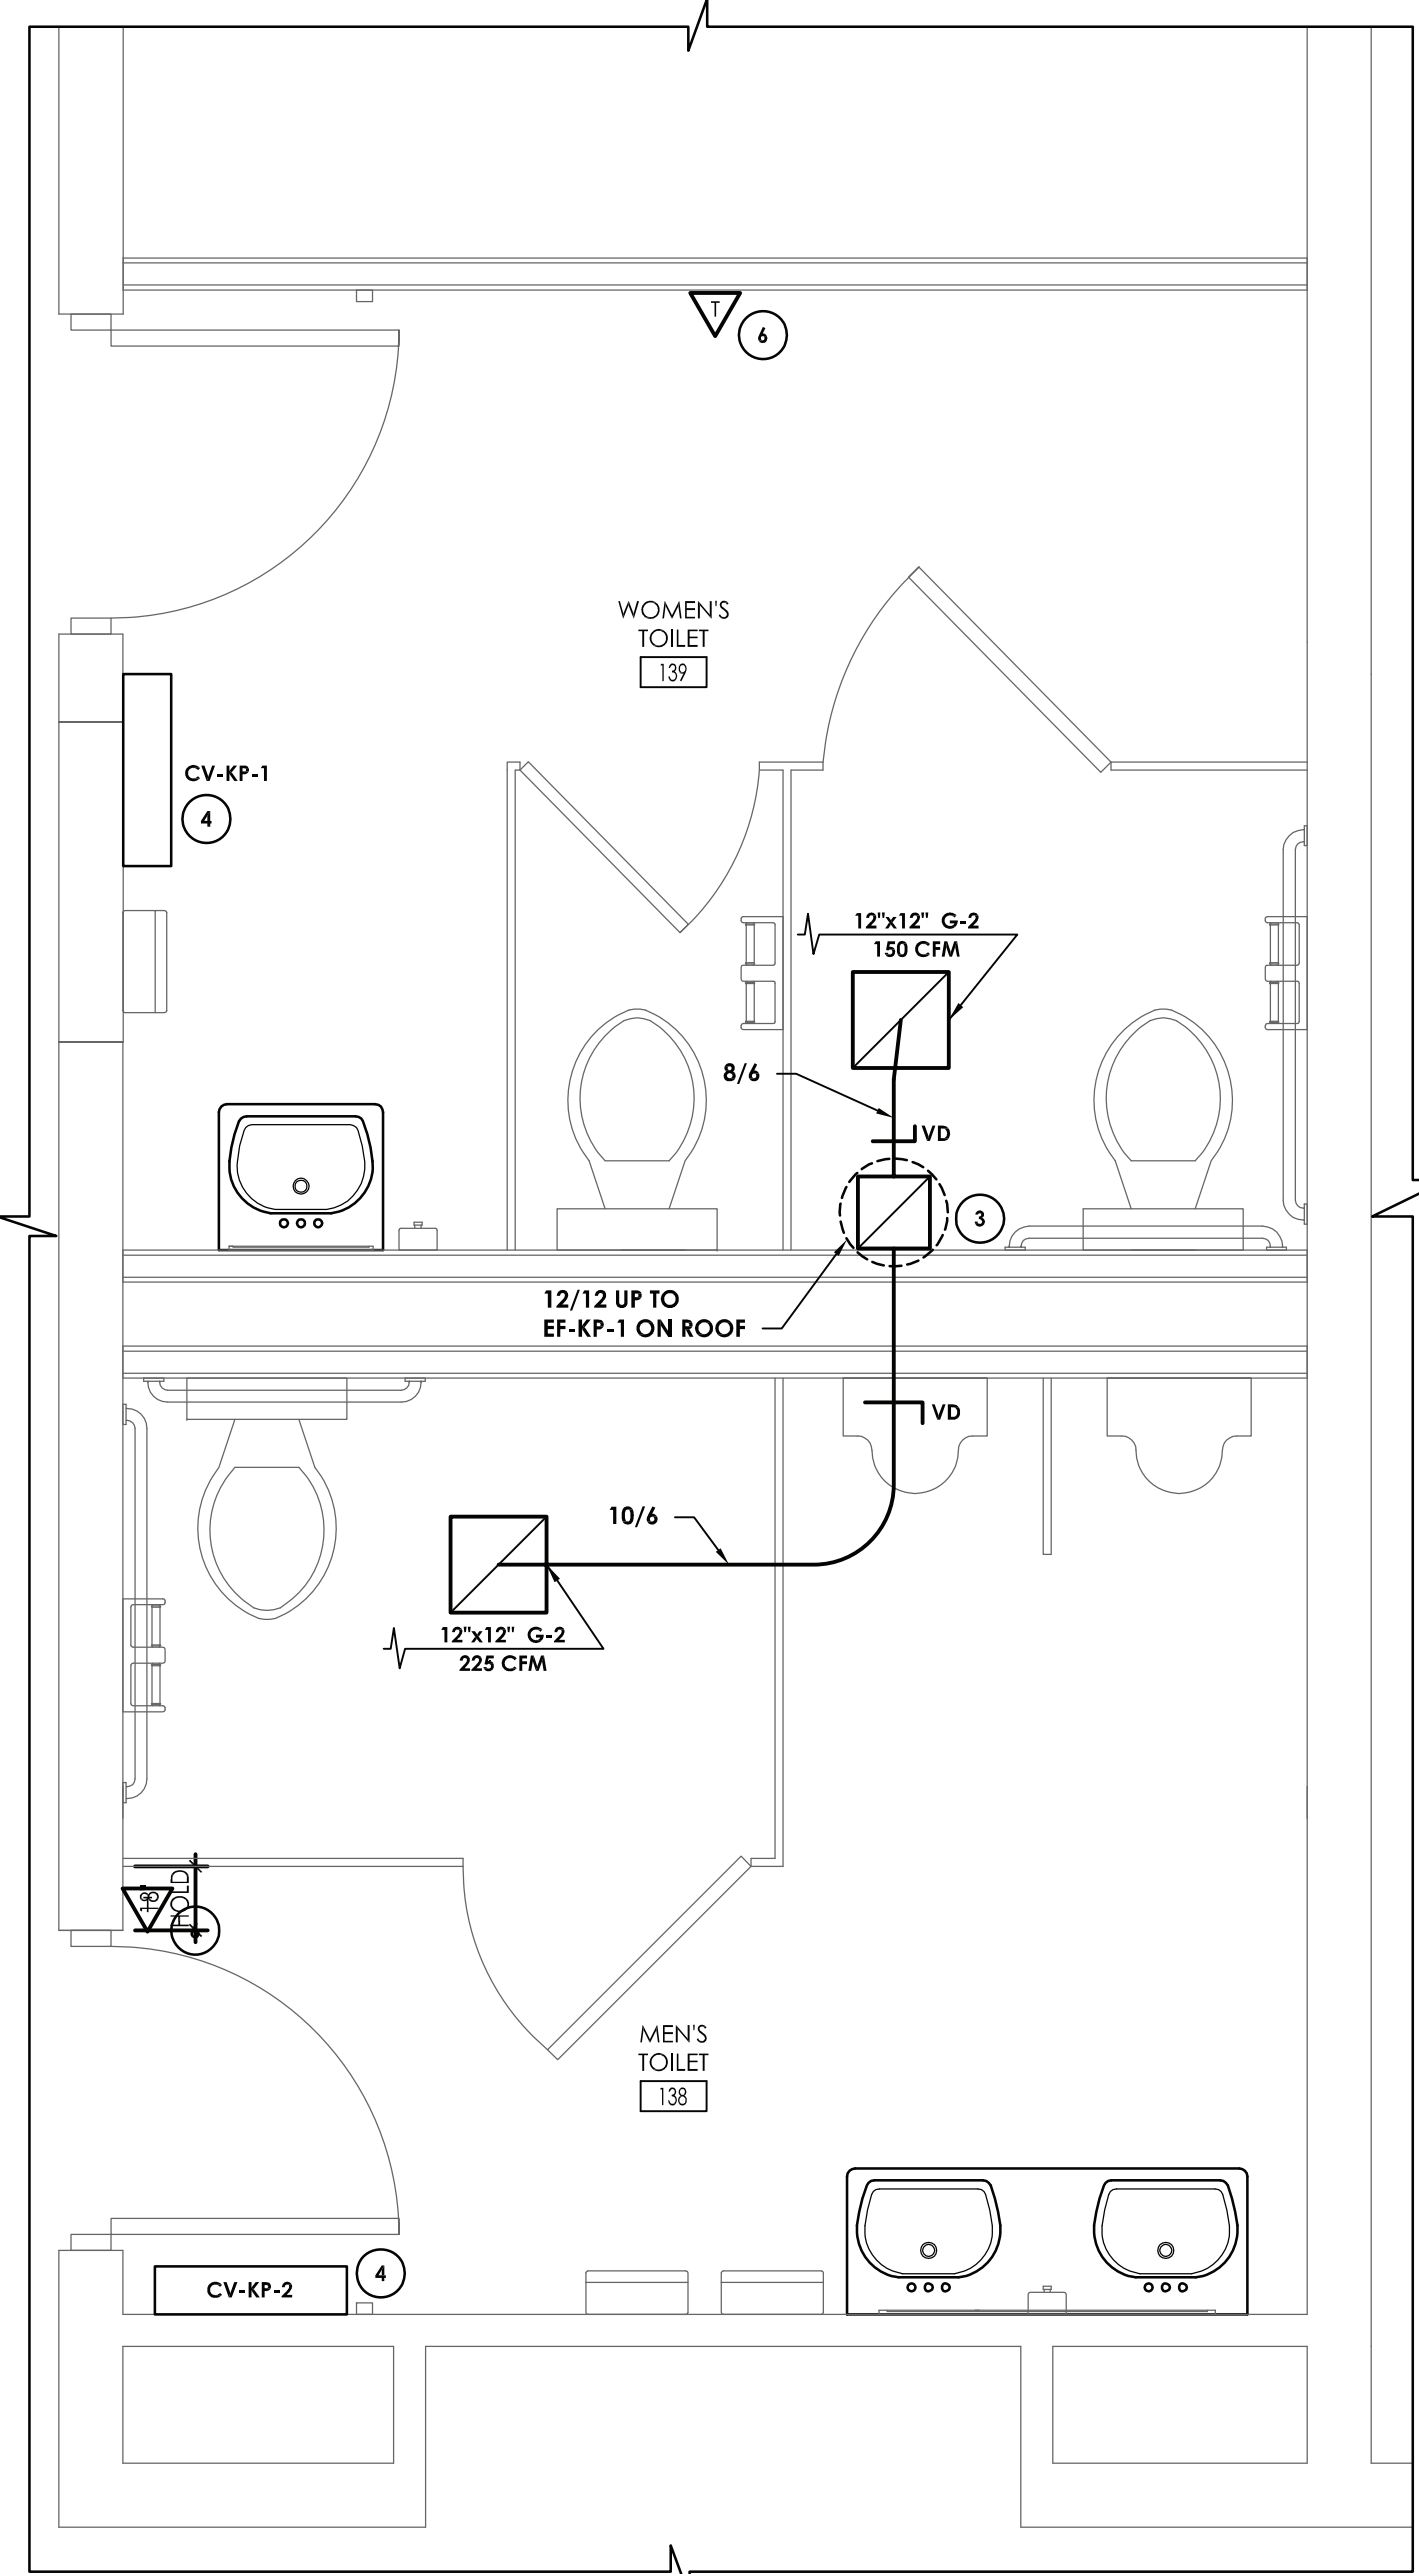 T
6
WOMEN'S
TOILET
139
CV-KP-1
4
12"x12" G-2
150 CFM
8/6
VD
3
12/12 UP TO
EF-KP-1 ON ROOF
VD
10/6
12"x12" G-2
225 CFM
HOLD
MEN'S
TOILET
138
4
CV-KP-2